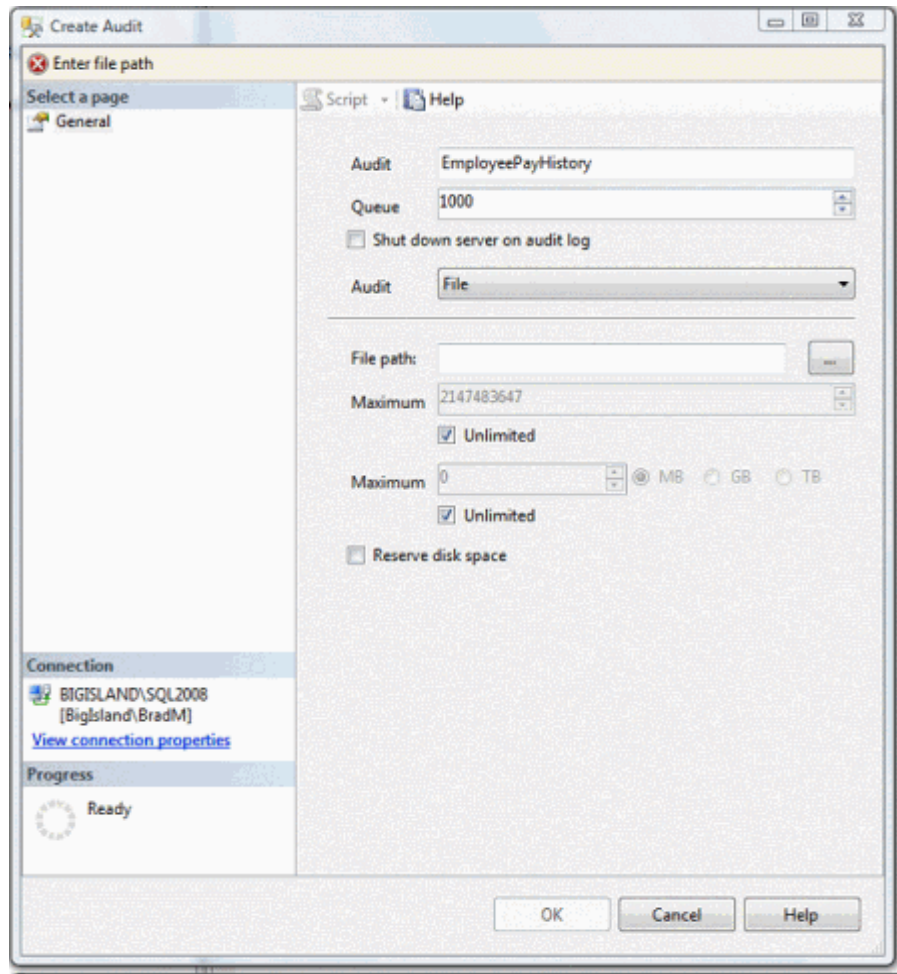 Create Audit
Enter file path
Select a page
General
Script Help
Audit EmployeePayHistory
Queue 1000
Shut down server on audit log
Audit File
File path: ...
Maximum 2147483647
Unlimited
Maximum 0 MB GB TB
Unlimited
Reserve disk space
Connection
BIGISLAND\SQL2008
[BigIsland\BradM]
View connection properties
Progress
Ready
OK Cancel Help